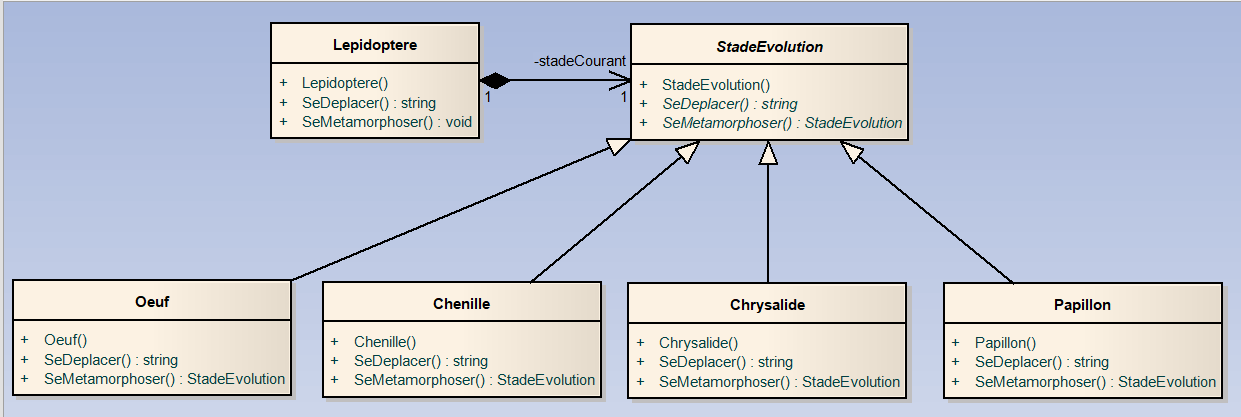 Lepidoptere
+ Lepidoptere()
+ SeDeplacer() : string
+ SeMetamorphoser() : void
-stadeCourant
1
1
StadeEvolution
+ StadeEvolution()
+ SeDeplacer() : string
+ SeMetamorphoser() : StadeEvolution
Oeuf
+ Oeuf()
+ SeDeplacer() : string
+ SeMetamorphoser() : StadeEvolution
Chenille
+ Chenille()
+ SeDeplacer() : string
+ SeMetamorphoser() : StadeEvolution
Chrysalide
+ Chrysalide()
+ SeDeplacer() : string
+ SeMetamorphoser() : StadeEvolution
Papillon
+ Papillon()
+ SeDeplacer() : string
+ SeMetamorphoser() : StadeEvolution